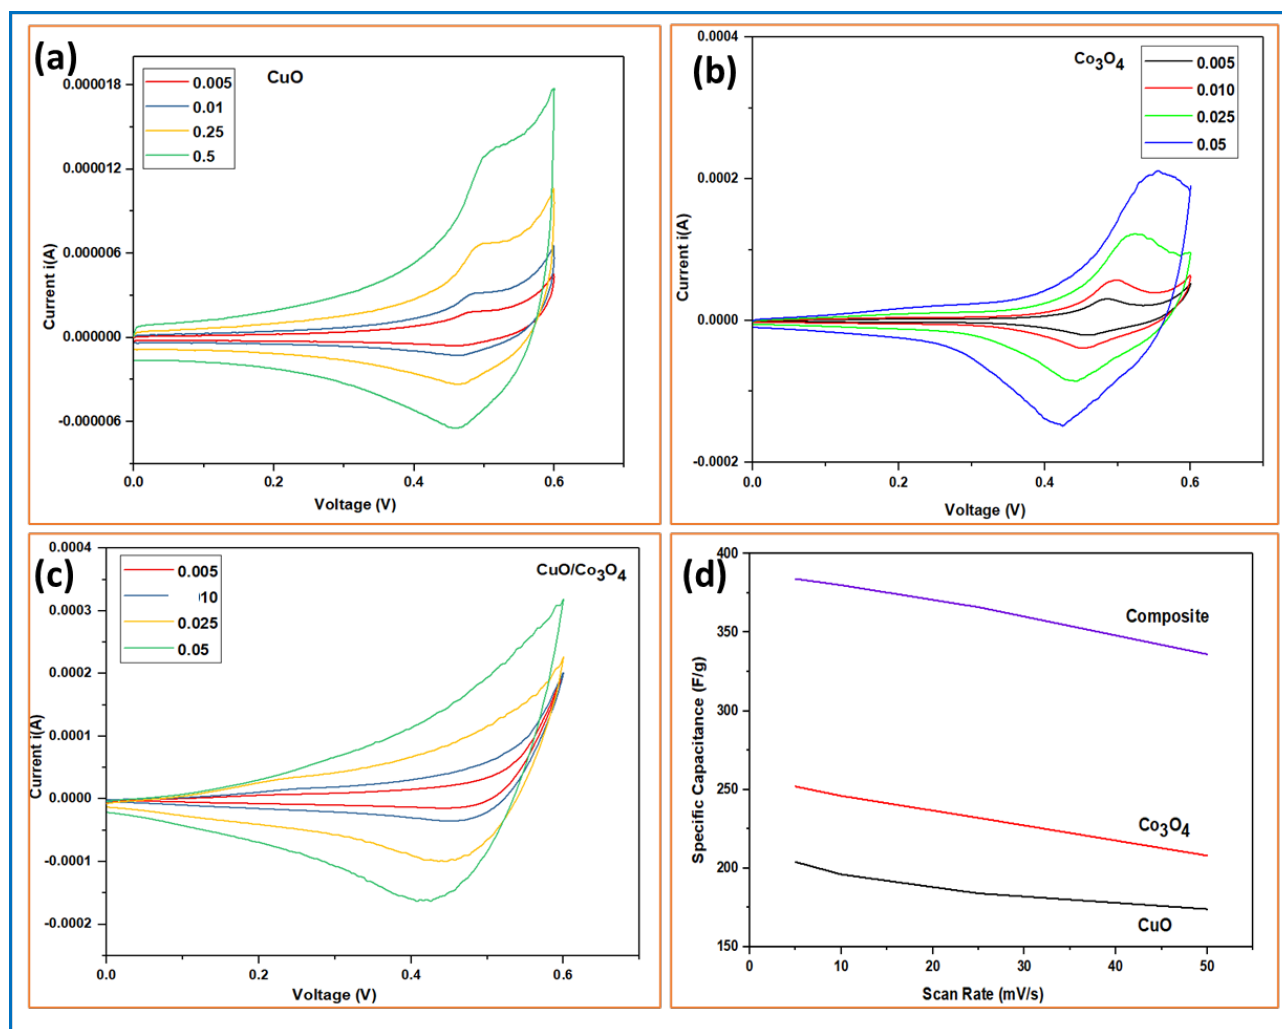 (a)
CuO
0.005
0.01
0.25
0.5
0.000018
0.000012
0.000006
0.000000
-0.000006
Current i(A)
0.0 0.2 0.4 0.6
Voltage (V)
(b)
Co3O4
0.005
0.010
0.025
0.05
0.0004
0.0002
0.0000
-0.0002
Current i(A)
0.0 0.2 0.4 0.6
Voltage (V)
(c)
CuO/Co3O4
0.005
10
0.025
0.05
0.0004
0.0003
0.0002
0.0001
0.0000
-0.0001
-0.0002
Current i(A)
0.0 0.2 0.4 0.6
Voltage (V)
(d)
400
350
300
250
200
150
Specific Capacitance (F/g)
Composite
Co3O4
CuO
0 10 20 30 40 50
Scan Rate (mV/s)